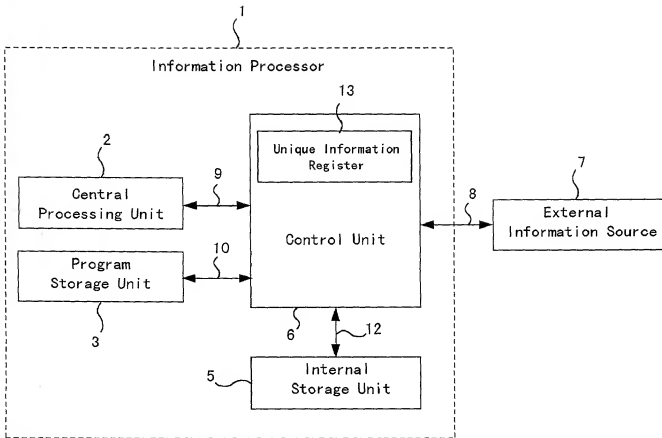 1
Information Processor
13
Unique Information
Register
2
9
7
Central
Processing Unit
8
External
Information Source
Control Unit
10
Program
Storage Unit
3
6
12
5
Internal
Storage Unit